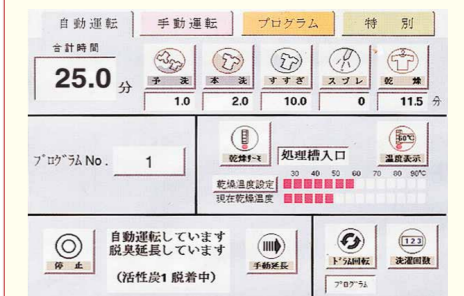 自動運転 手動運転 プログラム 特別
合計時間
25.0 分
予洗 本洗 すすぎ スプレ 乾燥
1.0 2.0 10.0 0 11.5 分
プログラム No. 1
乾燥サーモ 処理槽入口 60℃ 温度表示
30 40 50 60 70 80 90℃
乾燥温度設定
現在乾燥温度
停止
自動運転しています
脱臭延長しています
(活性炭1 脱着中)
手動延長
ドラム回転
プログラム
123
洗濯回数